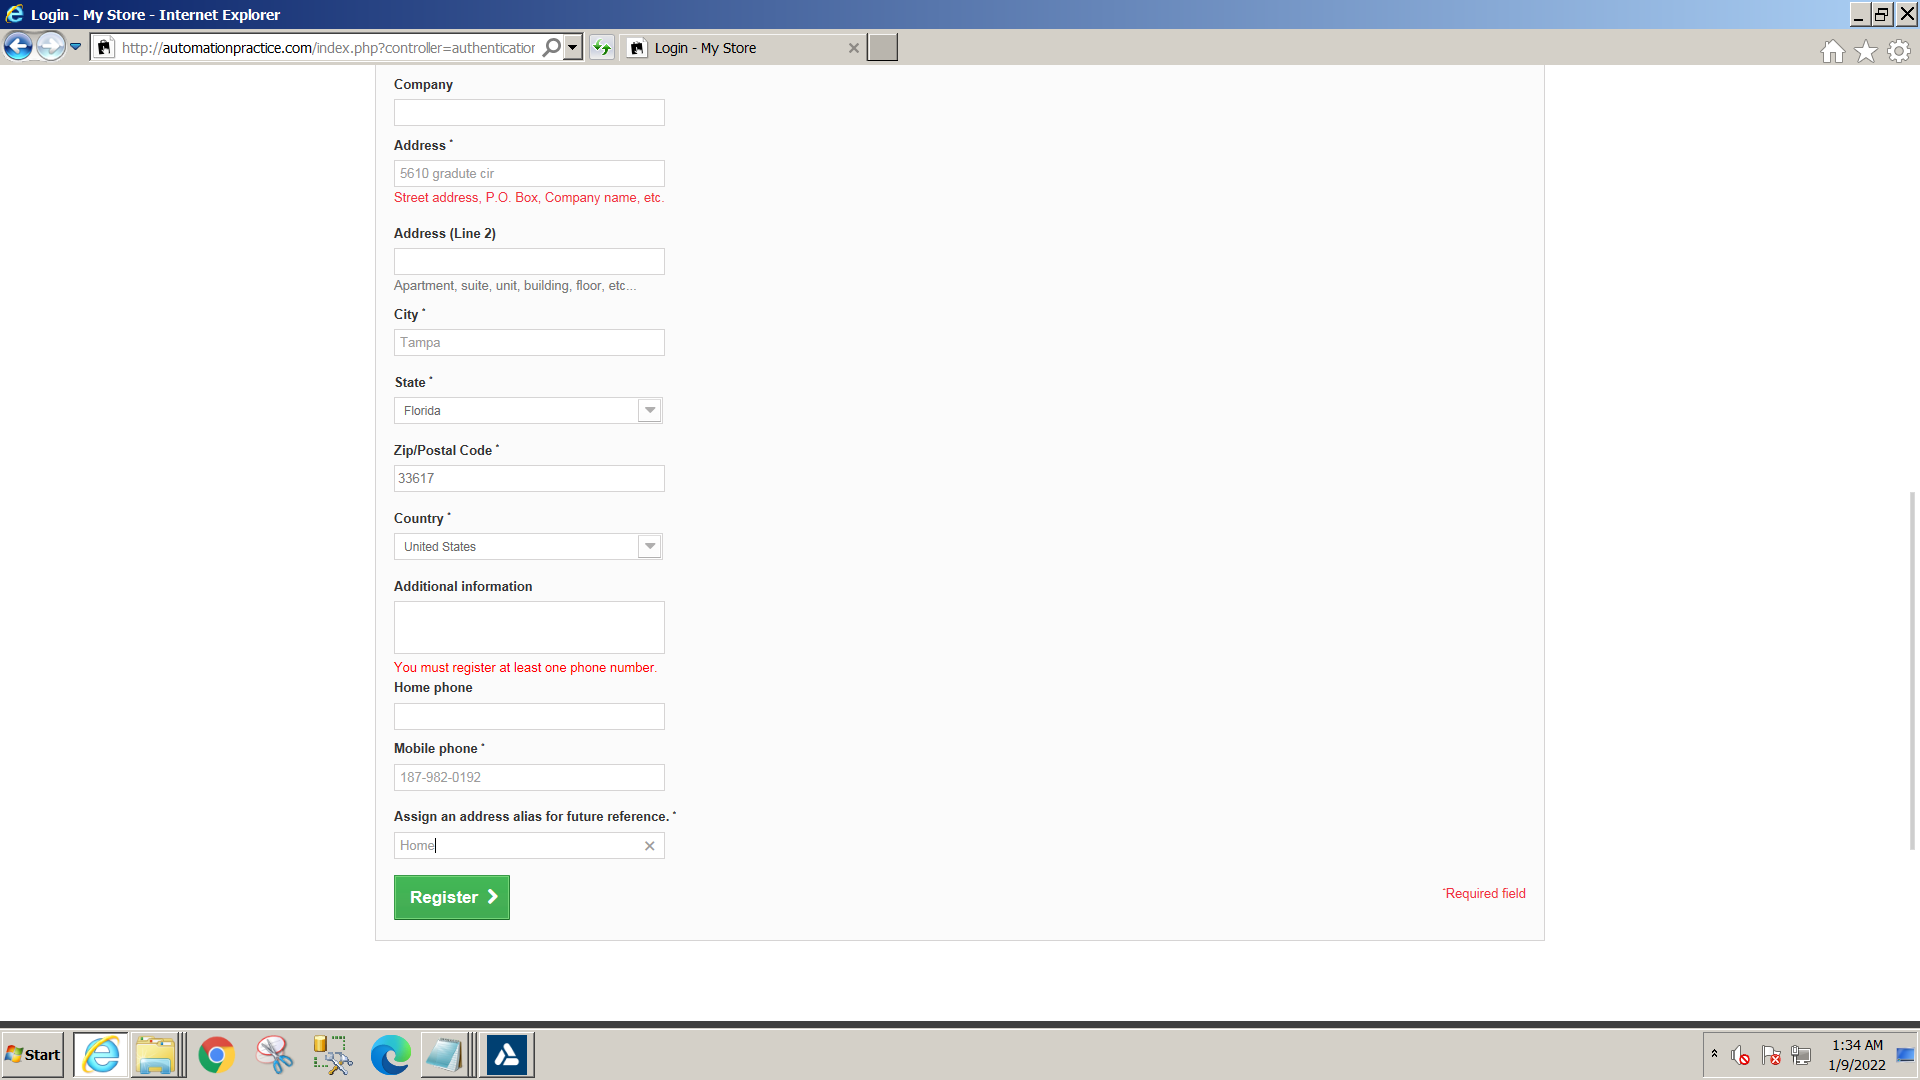 Login - My Store - Internet Explorer
http://automationpractice.com/index.php?controller=authentication
Login - My Store
Company
Address *
5610 gradute cir
Street address, P.O. Box, Company name, etc.
Address (Line 2)
Apartment, suite, unit, building, floor, etc...
City *
Tampa
State *
Florida
Zip/Postal Code *
33617
Country *
United States
Additional information
You must register at least one phone number.
Home phone
Mobile phone *
187-982-0192
Assign an address alias for future reference. *
Home
Register
*Required field
Start
1:34 AM
1/9/2022